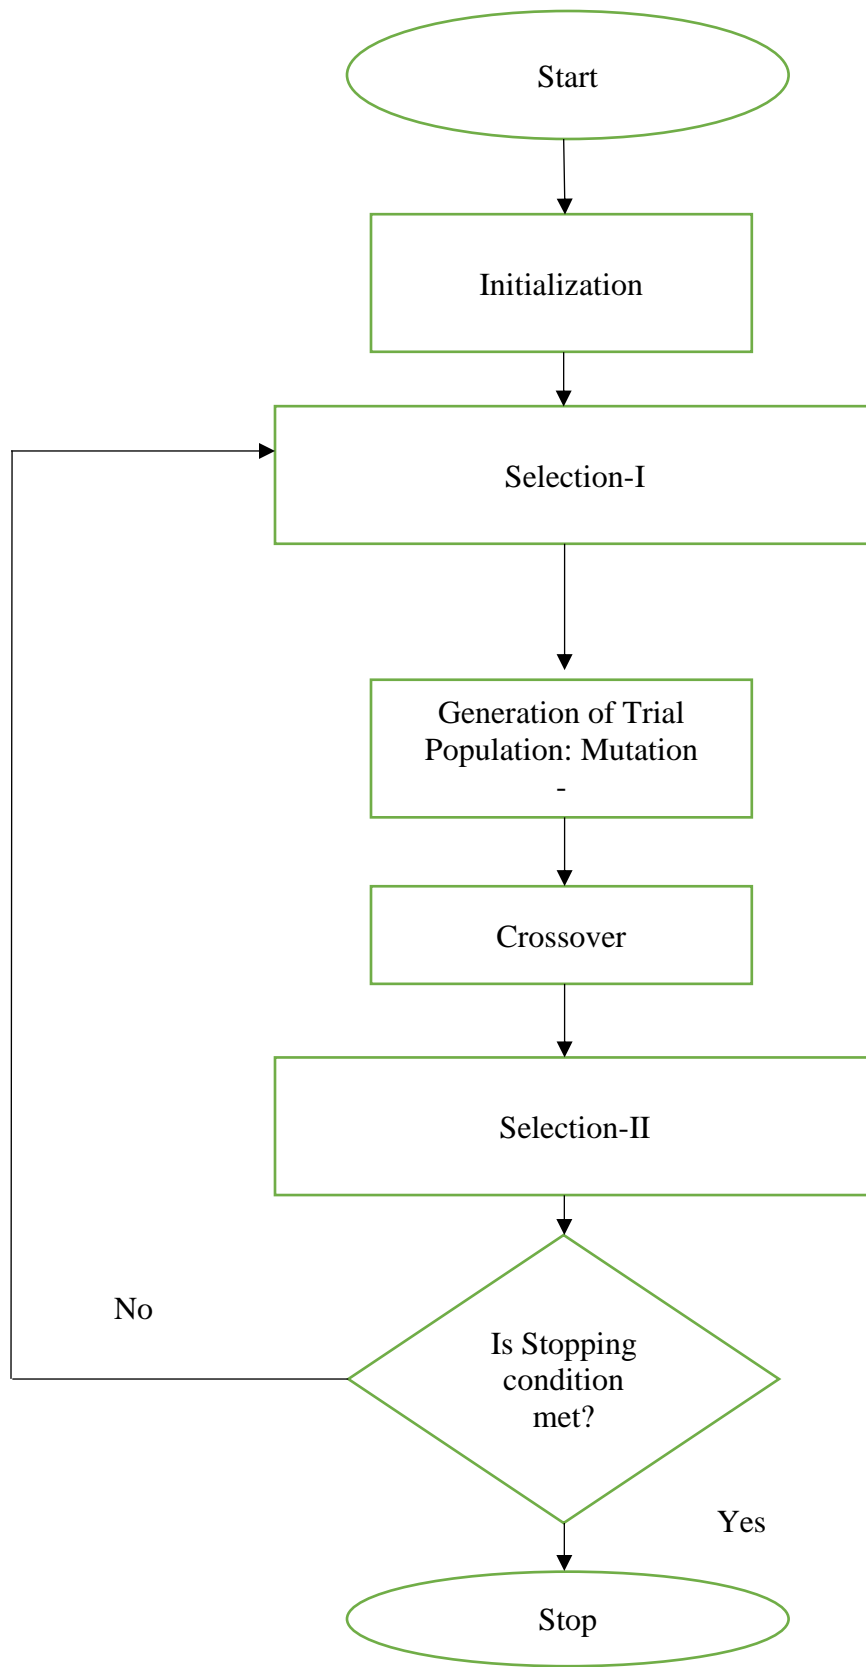 Start
Initialization
Selection-I
Generation of Trial
Population: Mutation
-
Crossover
Selection-II
No
Is Stopping
condition
met?
Yes
Stop